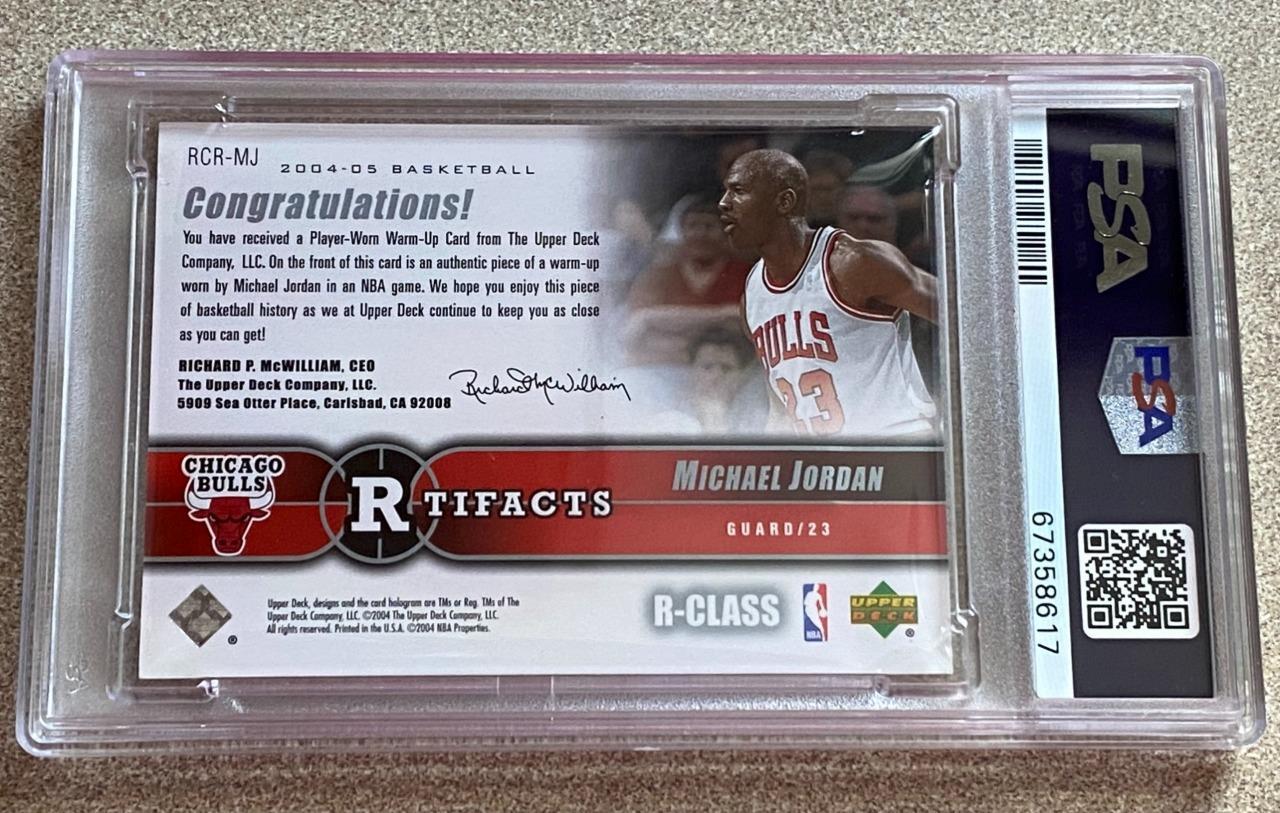 RCR-MJ
2004-05 BASKETBALL
Congratulations!
You have received a Player-Worn Warm-Up Card from The Upper Deck
Company, LLC. On the front of this card is an authentic piece of a warm-up
worn by Michael Jordan in an NBA game. We hope you enjoy this piece
of basketball history as we at Upper Deck continue to keep you as close
as you can get!
RICHARD P. McWILLIAM, CEO
The Upper Deck Company, LLC.
5909 Sea Otter Place, Carlsbad, CA 92008
Richard P. McWilliam
BULLS
23
CHICAGO
BULLS
R TIFACTS
MICHAEL JORDAN
GUARD/23
®
Upper Deck, designs and the card hologram are TMs or Reg. TMs of The
Upper Deck Company, LLC. ©2004 The Upper Deck Company, LLC.
All rights reserved. Printed in the U.S.A. ©2004 NBA Properties.
R-CLASS
NBA
UPPER
DECK
®
PSA
PSA
67358617